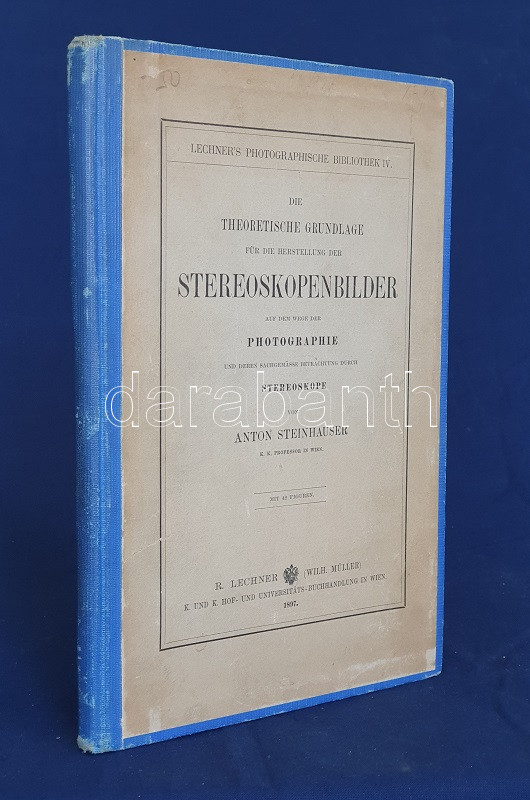 LECHNER'S PHOTOGRAPHISCHE BIBLIOTHEK IV.
DIE
THEORETISCHE GRUNDLAGE
FÜR DIE HERSTELLUNG DER
STEREOSKOPENBILDER
AUF DEM WEGE DER
PHOTOGRAPHIE
UND DEREN SACHGEMÄSSE BETRACHTUNG DURCH
STEREOSKOPE
VON
darabanth
ANTON STEINHAUSER
K. K. PROFESSOR IN WIEN.
MIT FIGUREN.
R. LECHNER (WILH. MÜLLER)
K. UND K. HOF- UND UNIVERSITÄTS-BUCHHANDLUNG IN WIEN.
1897.